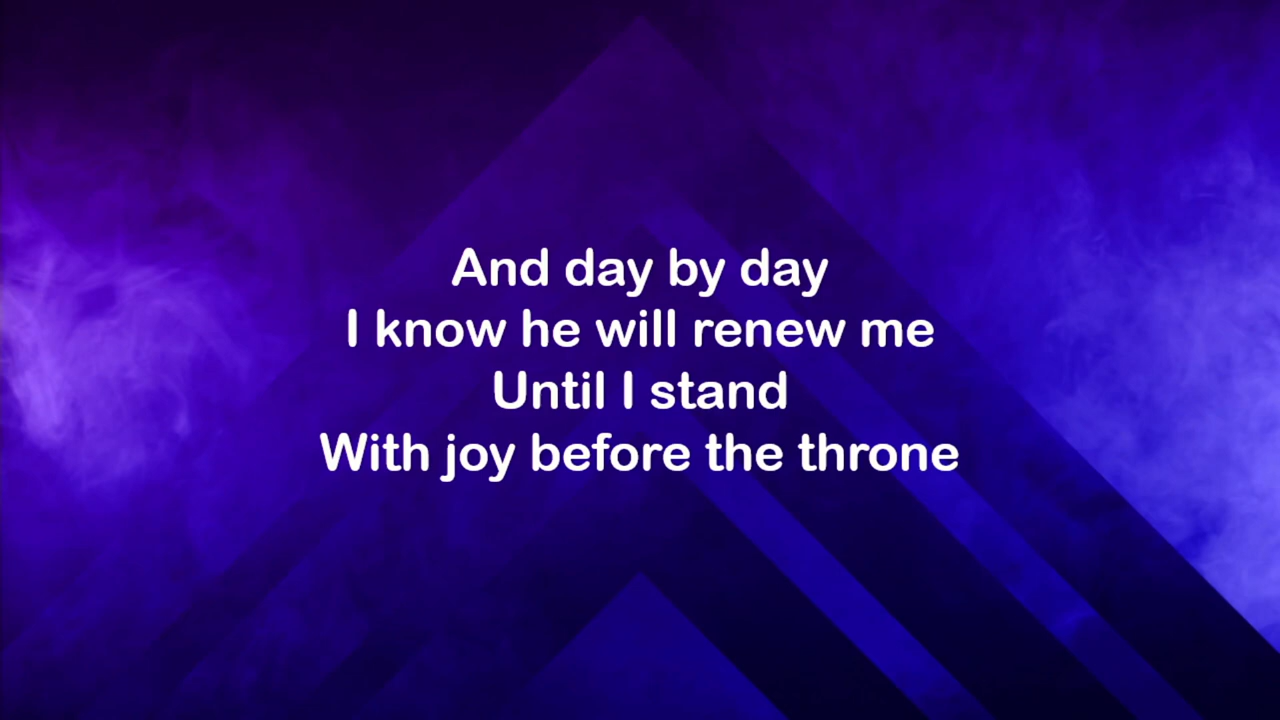 And day by day
I know he will renew me
Until I stand
With joy before the throne